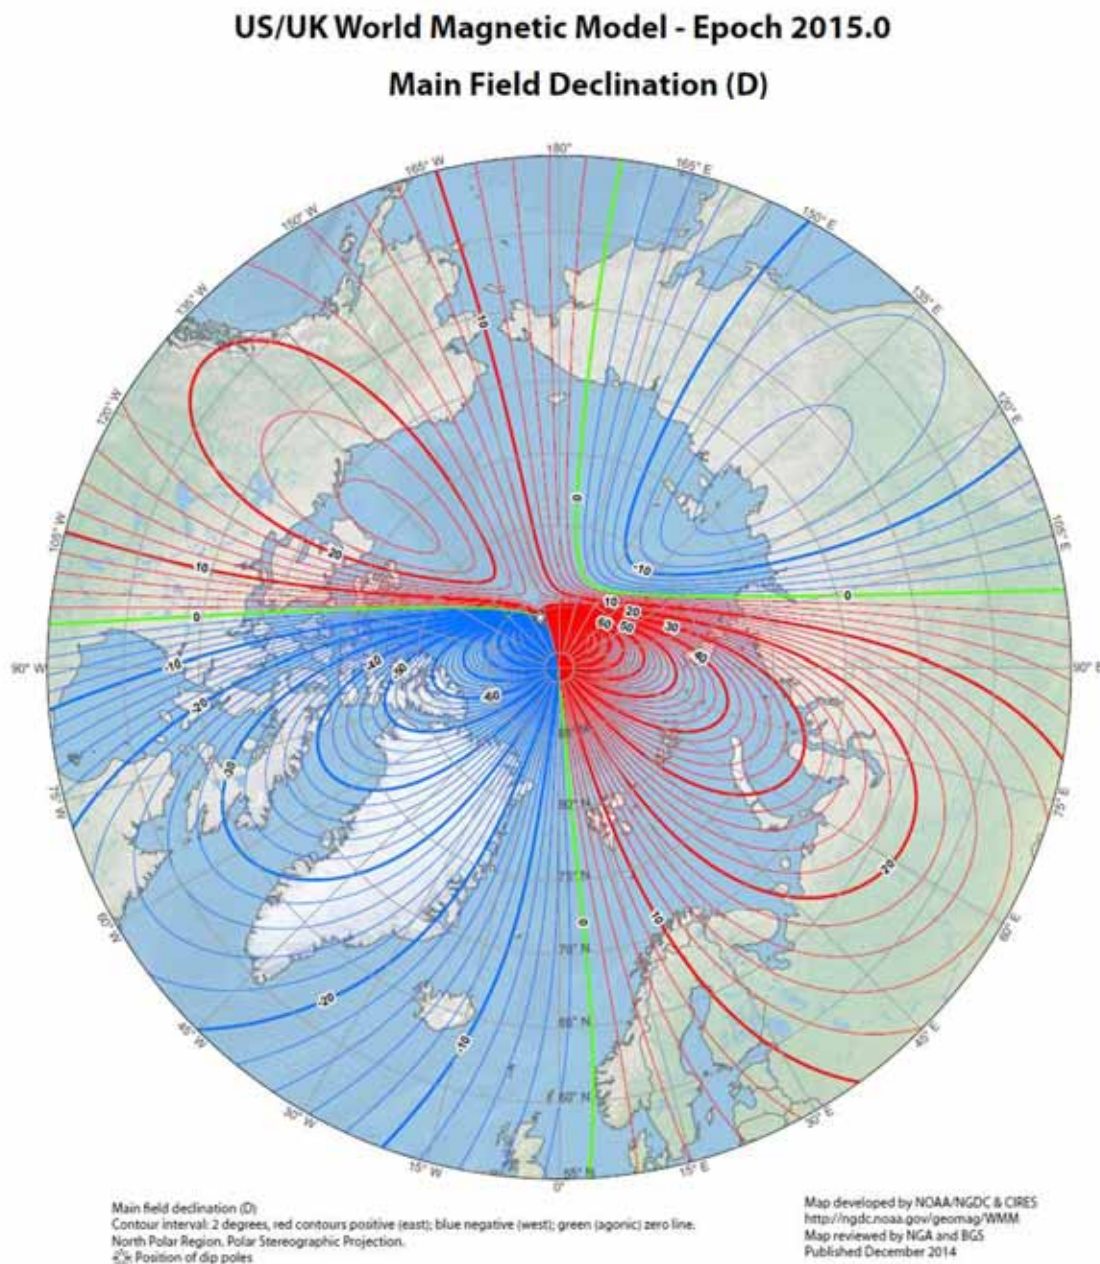 US/UK World Magnetic Model - Epoch 2015.0
Main Field Declination (D)
180°
165° W
165° E
150° W
150° E
135° W
135° E
120° W
120° E
105° W
105° E
90° W
90° E
75° W
75° E
60° W
60° E
45° W
45° E
30° W
30° E
15° W
15° E
0°
10
0
20
-10
10
0
10
20
60
50
30
0
-10
-40
-50
-60
-20
-30
80° N
75° N
20
10
0
70° N
-20
65° N
-10
60° N
55° N
Main field declination (D)
Contour interval: 2 degrees, red contours positive (east); blue negative (west); green (agonic) zero line.
North Polar Region. Polar Stereographic Projection.
Position of dip poles
Map developed by NOAA/NGDC & CIRES
http://ngdc.noaa.gov/geomag/WMM
Map reviewed by NGA and BGS
Published December 2014